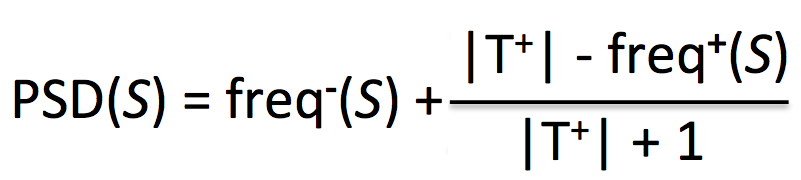 PSD(S) = freq⁻(S) + |T⁺| - freq⁺(S)
|T⁺| + 1